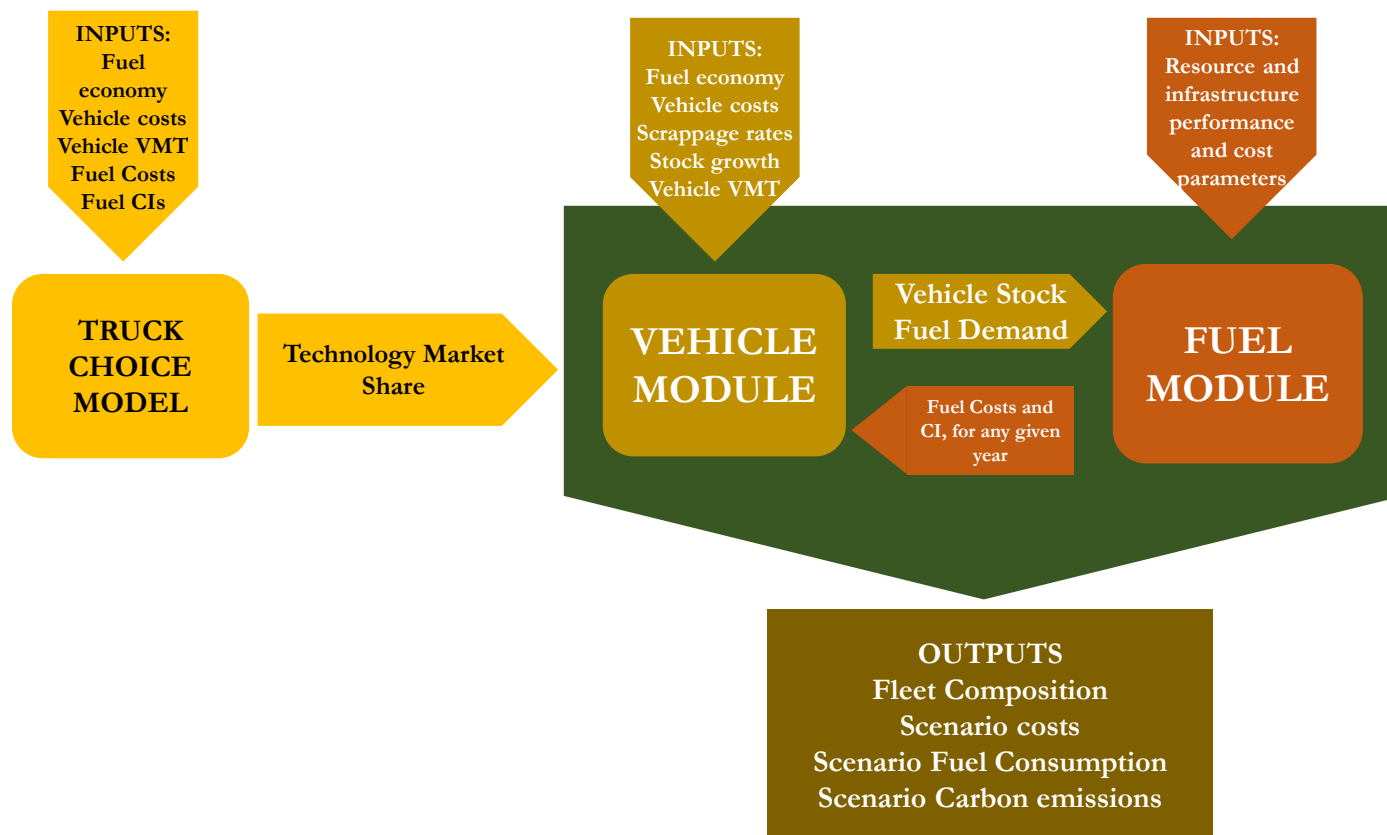 INPUTS:
Fuel
economy
Vehicle costs
Vehicle VMT
Fuel Costs
Fuel CIs
INPUTS:
Fuel economy
Vehicle costs
Scrappage rates
Stock growth
Vehicle VMT
INPUTS:
Resource and
infrastructure
performance
and cost
parameters
TRUCK
CHOICE
MODEL
Technology Market
Share
VEHICLE
MODULE
Vehicle Stock
Fuel Demand
Fuel Costs and
CI, for any given
year
FUEL
MODULE
OUTPUTS
Fleet Composition
Scenario costs
Scenario Fuel Consumption
Scenario Carbon emissions